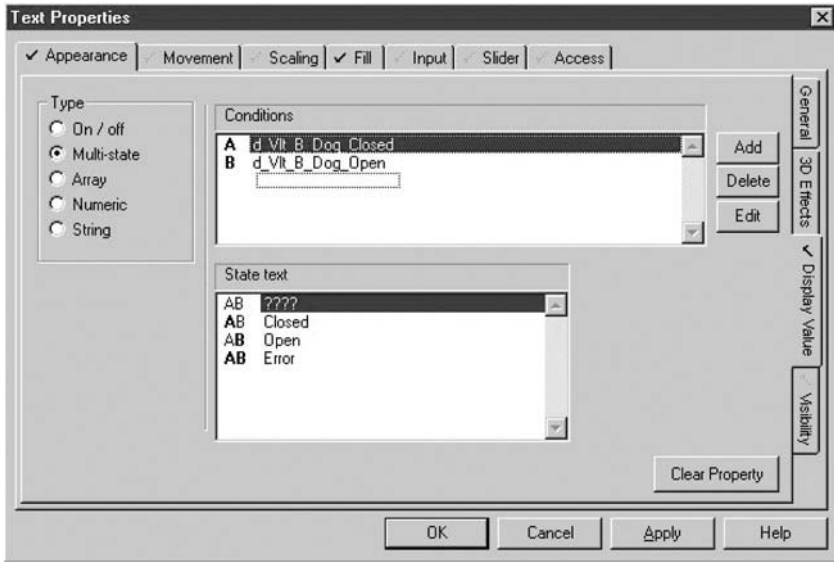 Text Properties
Appearance Movement Scaling Fill Input Slider Access
Type
On / off
Multi-state
Array
Numeric
String
Conditions
A d_Vlt_B_Dog_Closed
B d_Vlt_B_Dog_Open
Add
Delete
Edit
State text
AB ????
AB Closed
AB Open
AB Error
General
3D Effects
Display Value
Visibility
Clear Property
OK Cancel Apply Help